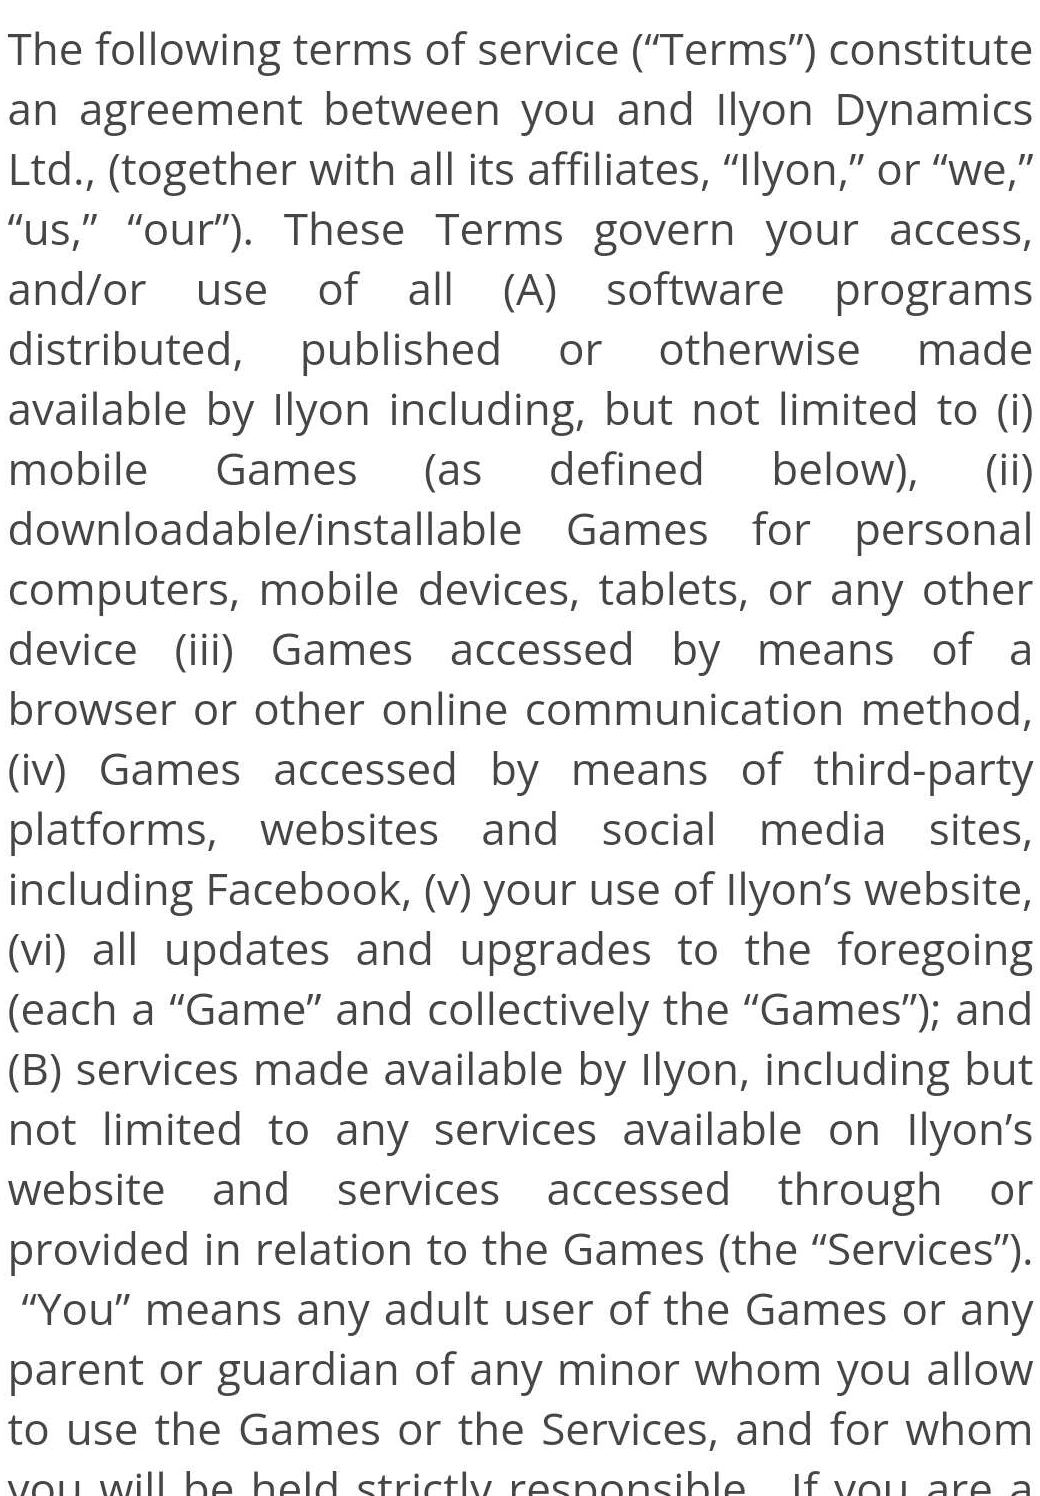 The following terms of service (“Terms”) constitute
an agreement between you and Ilyon Dynamics
Ltd., (together with all its affiliates, “Ilyon,” or “we,”
“us,” “our”). These Terms govern your access,
and/or use of all (A) software programs
distributed, published or otherwise made
available by Ilyon including, but not limited to (i)
mobile Games (as defined below), (ii)
downloadable/installable Games for personal
computers, mobile devices, tablets, or any other
device (iii) Games accessed by means of a
browser or other online communication method,
(iv) Games accessed by means of third-party
platforms, websites and social media sites,
including Facebook, (v) your use of Ilyon’s website,
(vi) all updates and upgrades to the foregoing
(each a “Game” and collectively the “Games”); and
(B) services made available by Ilyon, including but
not limited to any services available on Ilyon’s
website and services accessed through or
provided in relation to the Games (the “Services”).
“You” means any adult user of the Games or any
parent or guardian of any minor whom you allow
to use the Games or the Services, and for whom
you will be held strictly responsible. If you are a